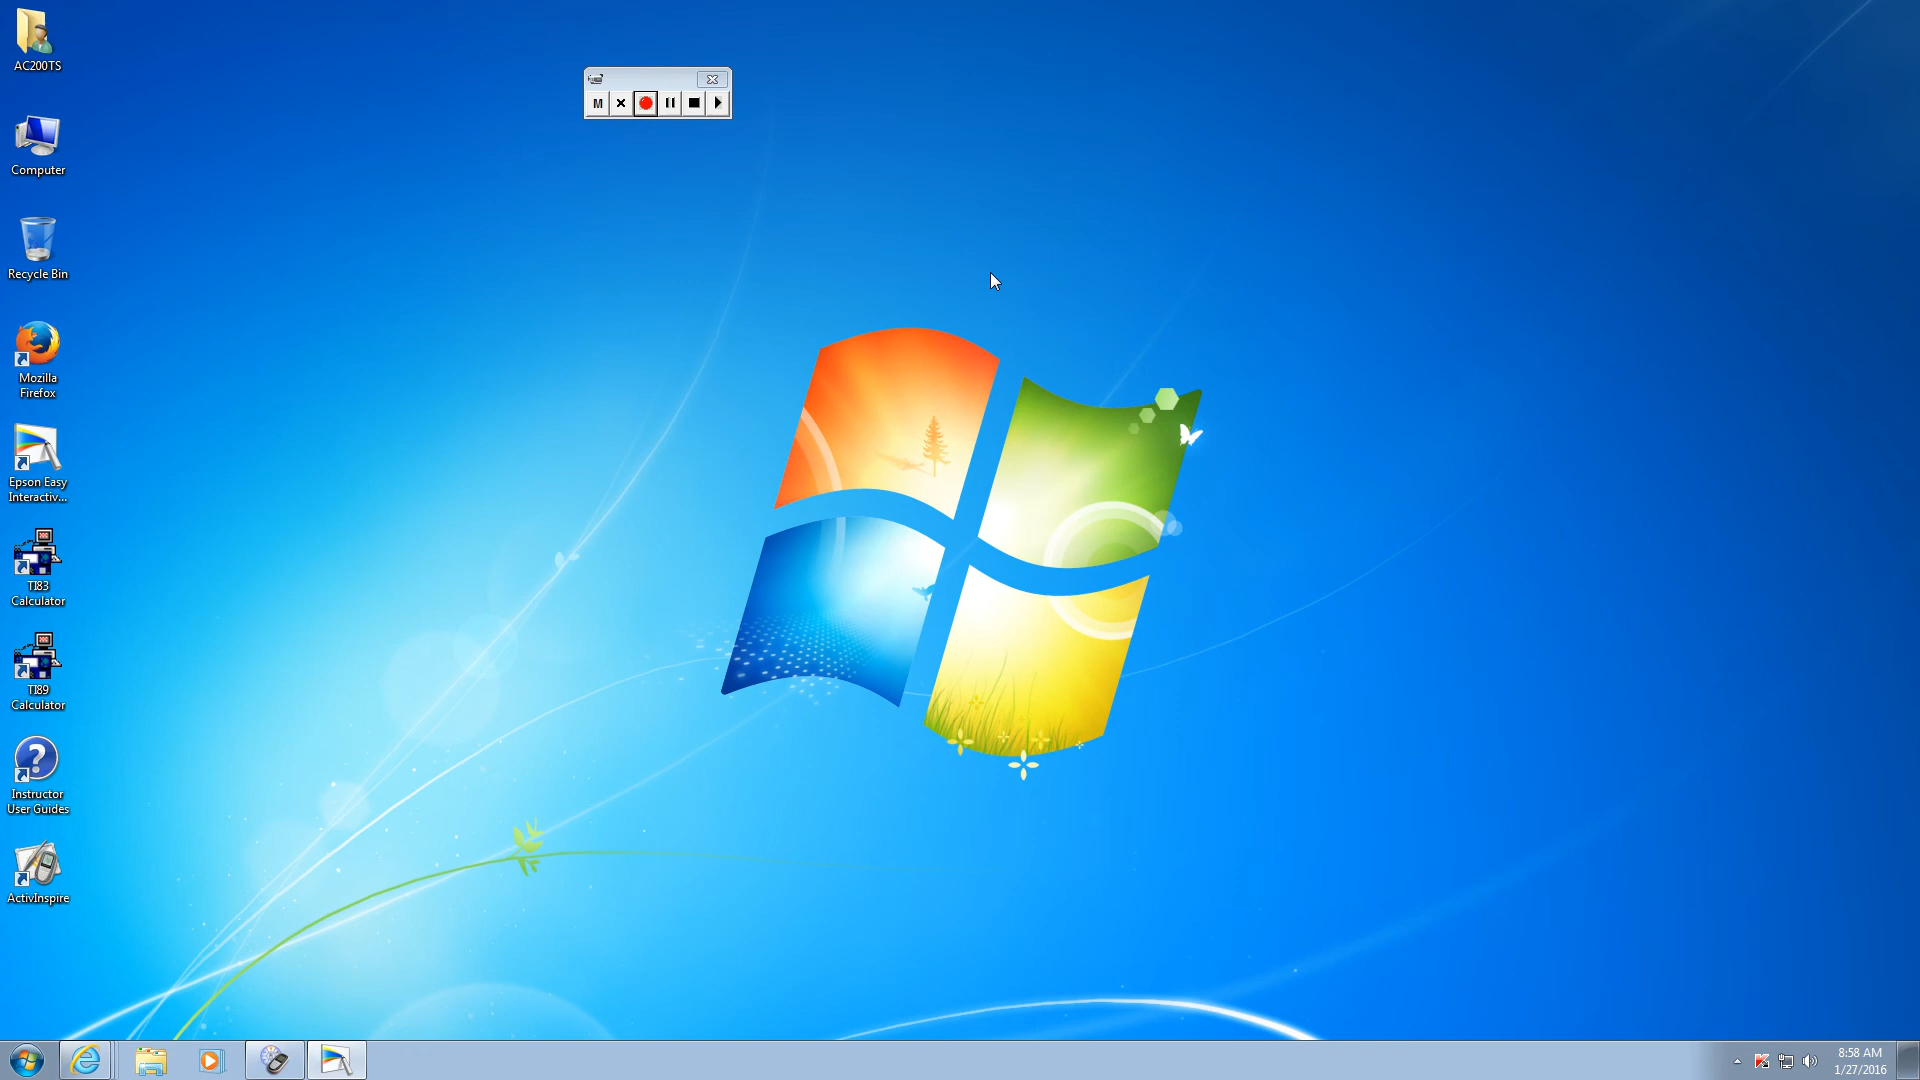 AC200TS
Computer
Recycle Bin
Mozilla
Firefox
Epson Easy
Interactiv...
TI83
Calculator
TI89
Calculator
Instructor
User Guides
ActivInspire
M
8:58 AM
1/27/2016